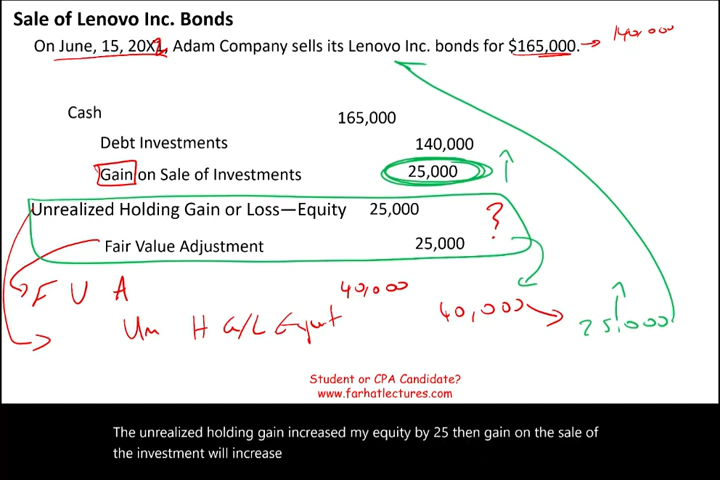 Sale of Lenovo Inc. Bonds
On June, 15, 20X2, Adam Company sells its Lenovo Inc. bonds for $165,000. → 140,000
Cash 165,000
Debt Investments 140,000
Gain on Sale of Investments 25,000
Unrealized Holding Gain or Loss—Equity 25,000 ?
Fair Value Adjustment 25,000
F V A 40,000
Un H G/L Equit 40,000 → 25,000
Student or CPA Candidate?
www.farhatlectures.com
The unrealized holding gain increased my equity by 25 then gain on the sale of
the investment will increase